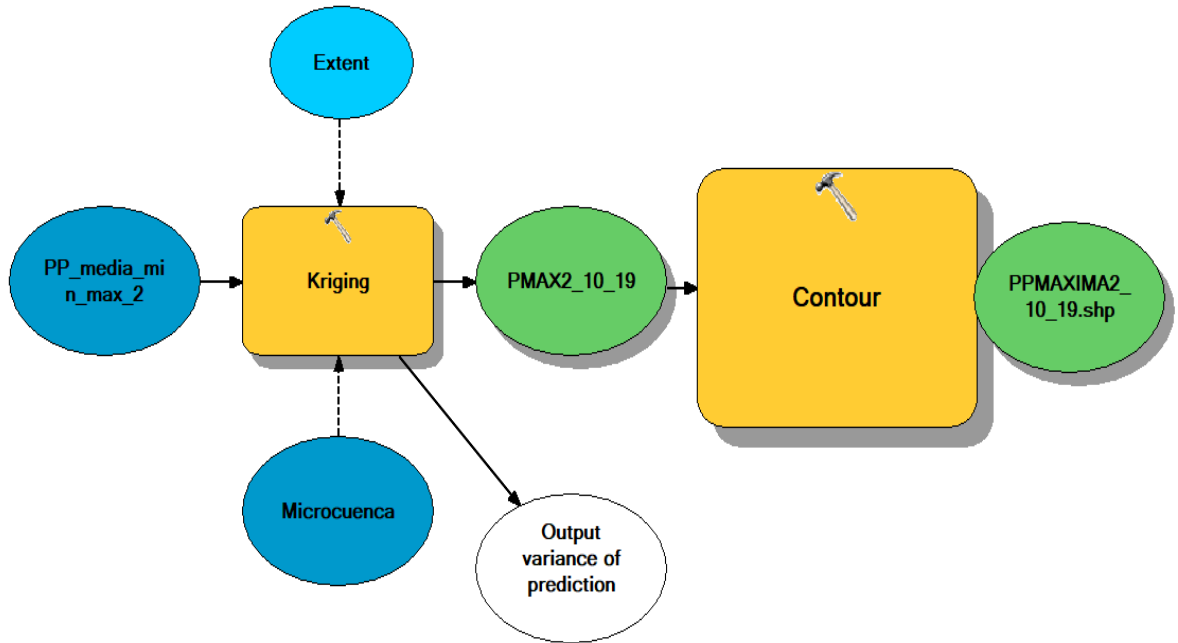 Extent
PP_media_mi
n_max_2
Kriging
PMAX2_10_19
Contour
PPMAXIMA2_
10_19.shp
Microcuenca
Output
variance of
prediction